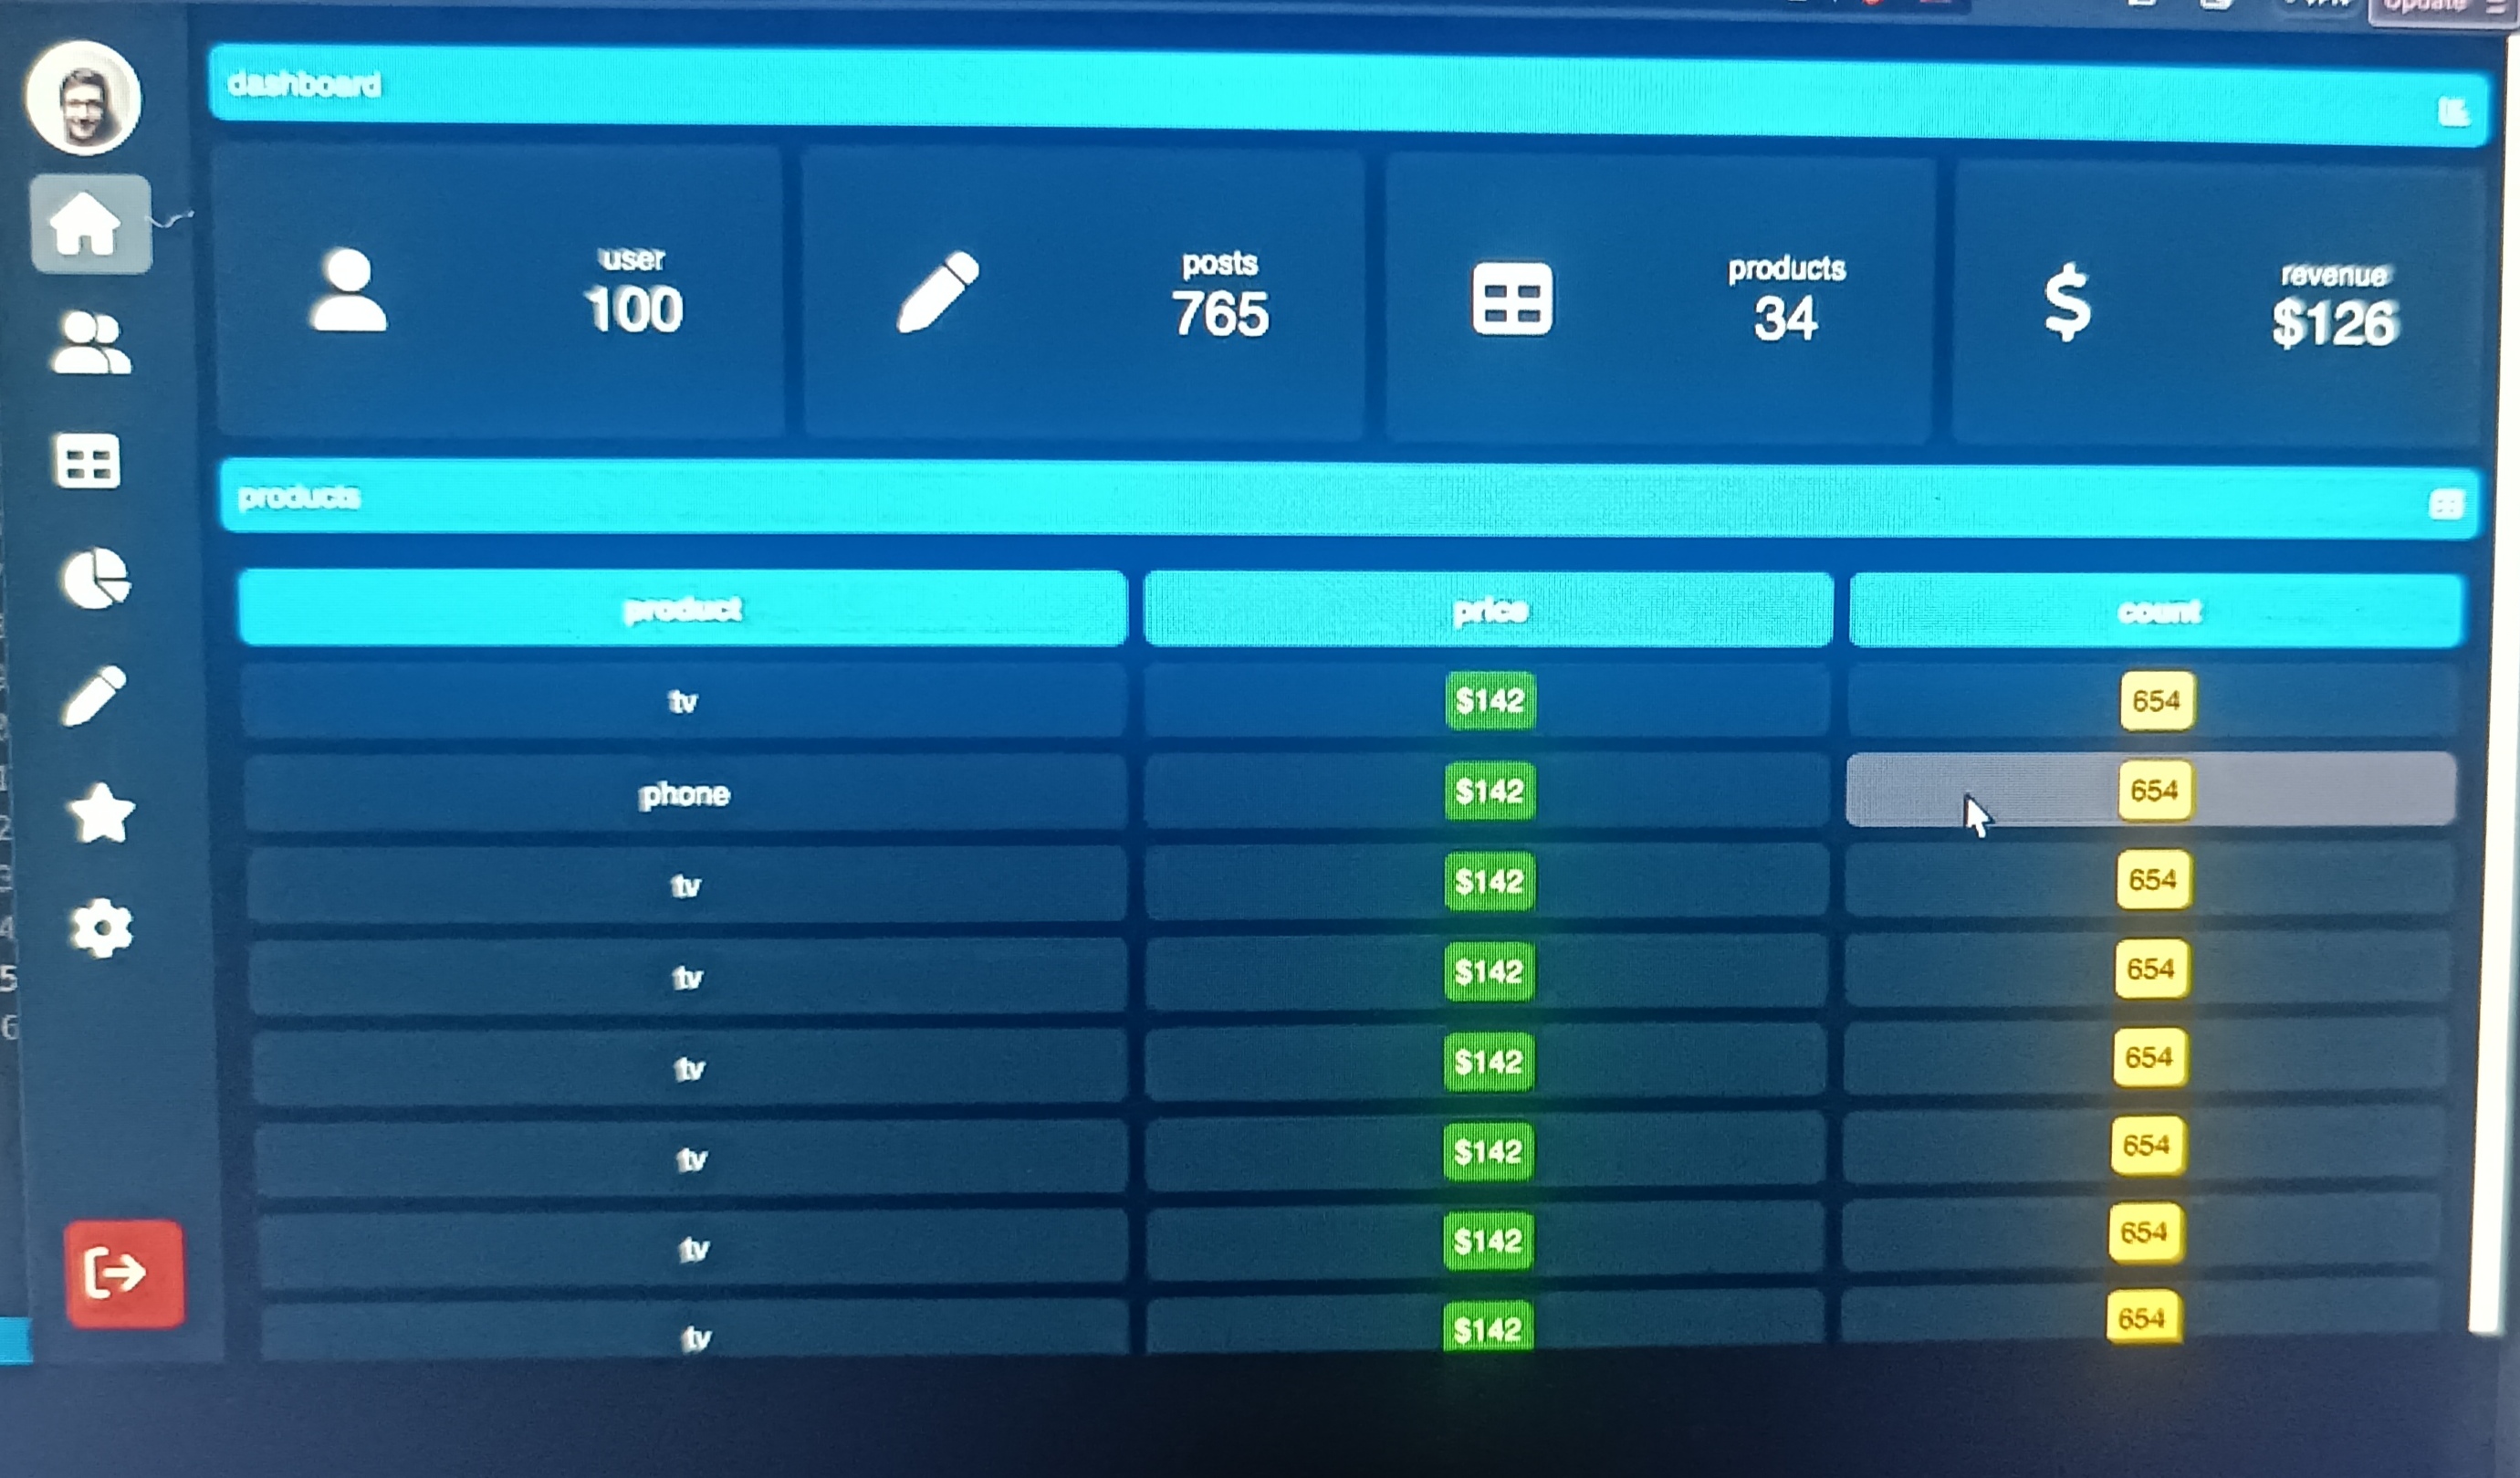 Update
dashboard
user
100
posts
765
products
34
revenue
$126
products
product price count
tv $142 654
phone $142 654
tv $142 654
tv $142 654
tv $142 654
tv $142 654
tv $142 654
tv $142 654